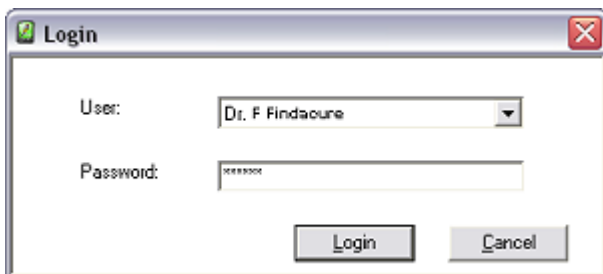 Login
User:
Dr. F Findacure
Password:
*******
Login
Cancel